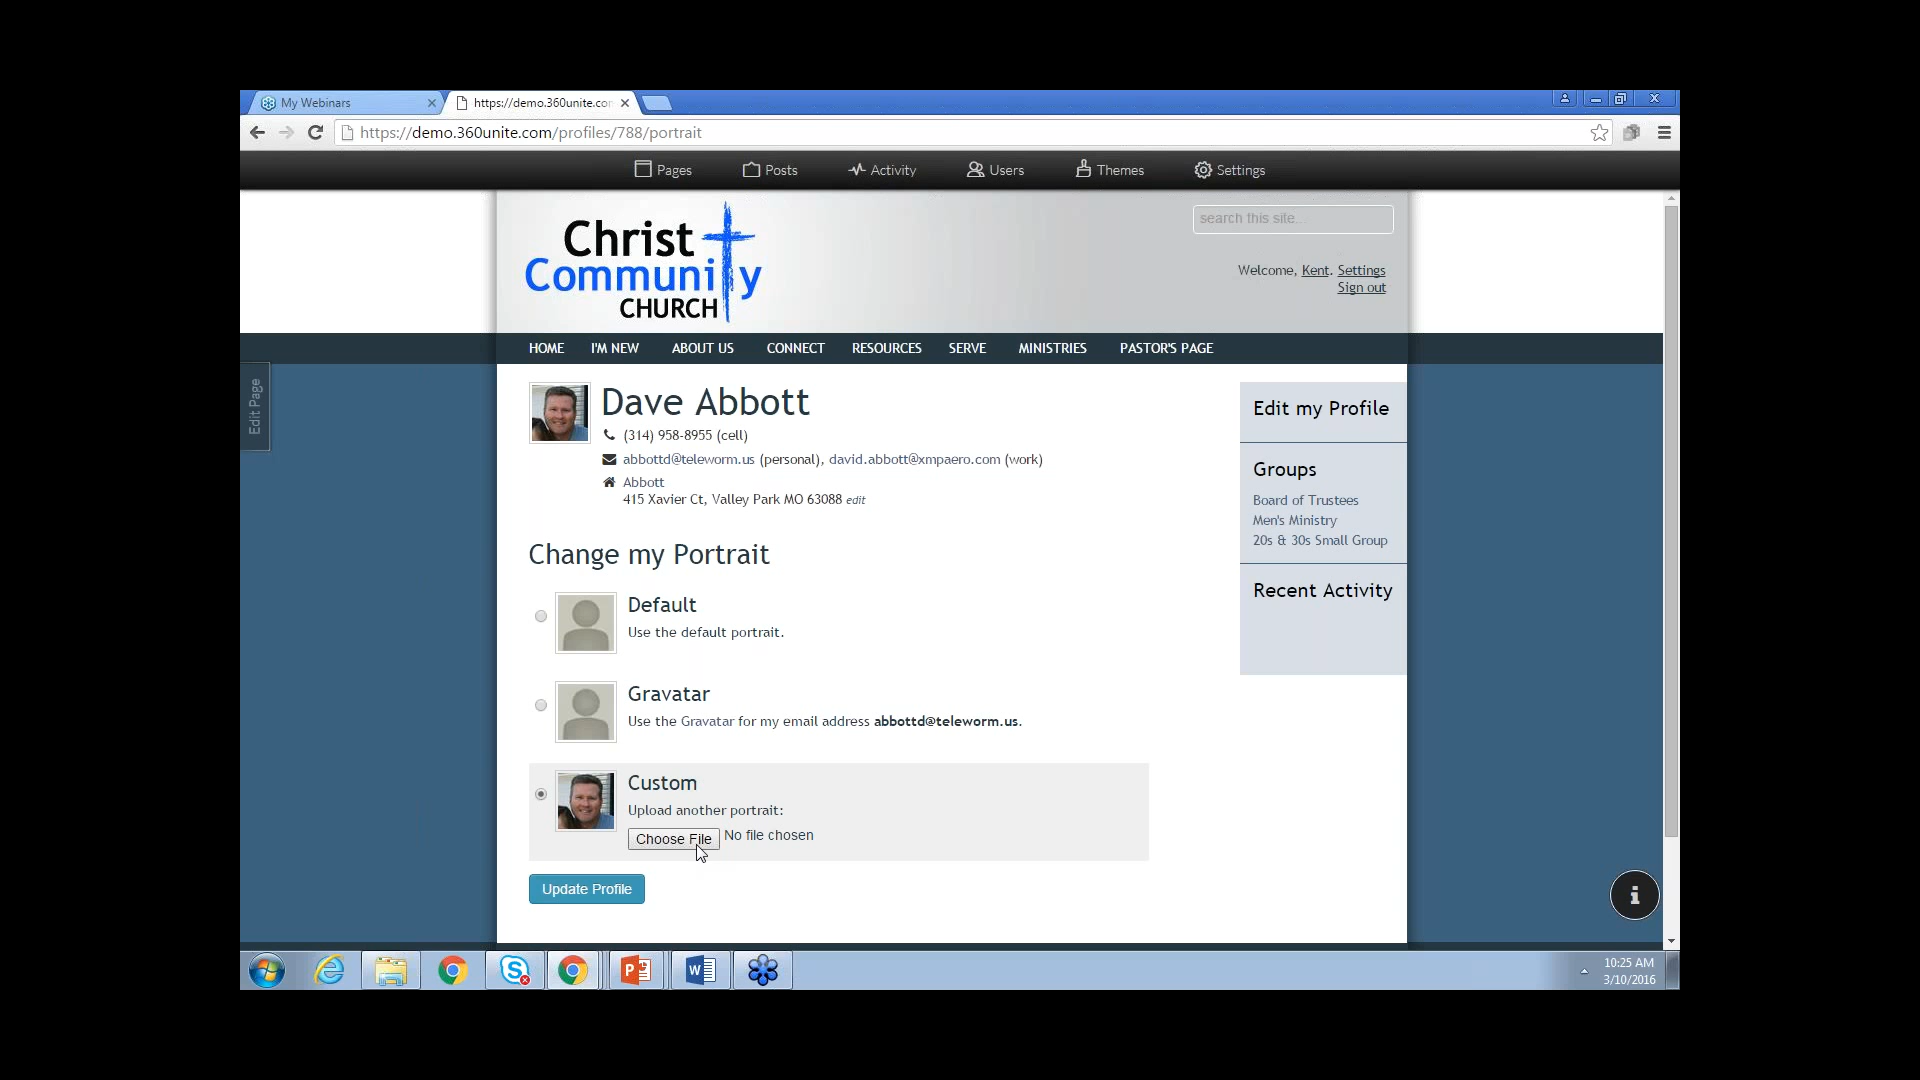 My Webinars
https://demo.360unite.com
https://demo.360unite.com/profiles/788/portrait
Pages Posts Activity Users Themes Settings
Christ
Community
CHURCH
search this site...
Welcome, Kent. Settings
Sign out
HOME I'M NEW ABOUT US CONNECT RESOURCES SERVE MINISTRIES PASTOR'S PAGE
Edit Page
Dave Abbott
(314) 958-8955 (cell)
abbottd@teleworm.us (personal), david.abbott@xmpaero.com (work)
Abbott
415 Xavier Ct, Valley Park MO 63088 edit
Change my Portrait
Default
Use the default portrait.
Gravatar
Use the Gravatar for my email address abbottd@teleworm.us.
Custom
Upload another portrait:
Choose File No file chosen
Update Profile
Edit my Profile
Groups
Board of Trustees
Men's Ministry
20s & 30s Small Group
Recent Activity
10:25 AM
3/10/2016